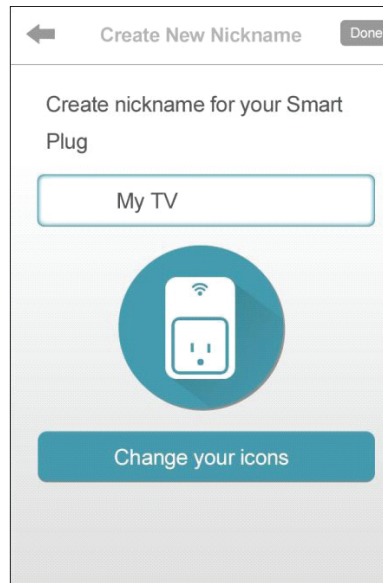 Create New Nickname
Done
Create nickname for your Smart
Plug
My TV
Change your icons